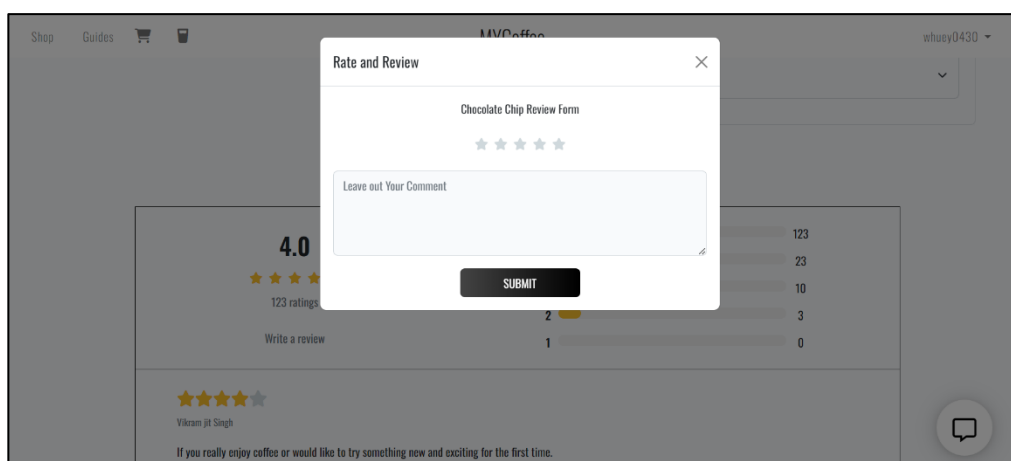 Shop Guides MYCoffee whuey0430
Rate and Review
Chocolate Chip Review Form
Leave out Your Comment
SUBMIT
4.0
123 ratings
Write a review
123
23
10
2 3
1 0
Vikram jit Singh
If you really enjoy coffee or would like to try something new and exciting for the first time.